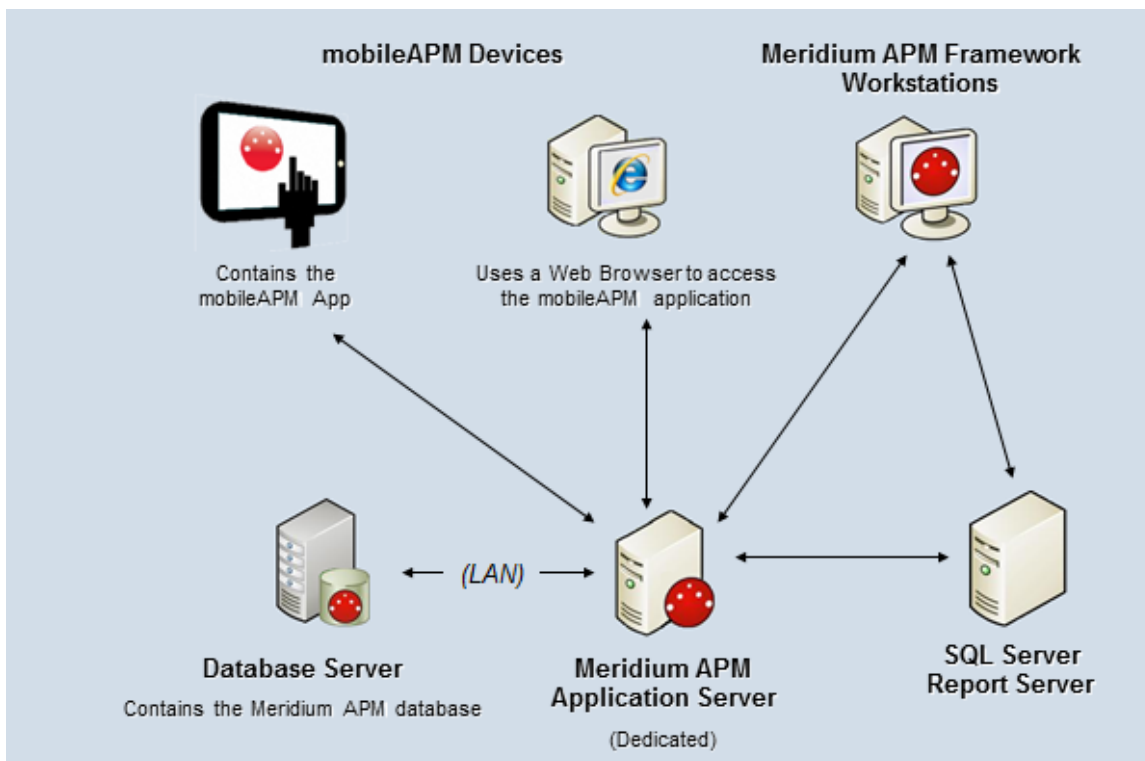 mobileAPM Devices
Meridium APM Framework
Workstations
Contains the
mobileAPM App
Uses a Web Browser to access
the mobileAPM application
(LAN)
Database Server
Contains the Meridium APM database
Meridium APM
Application Server
(Dedicated)
SQL Server
Report Server